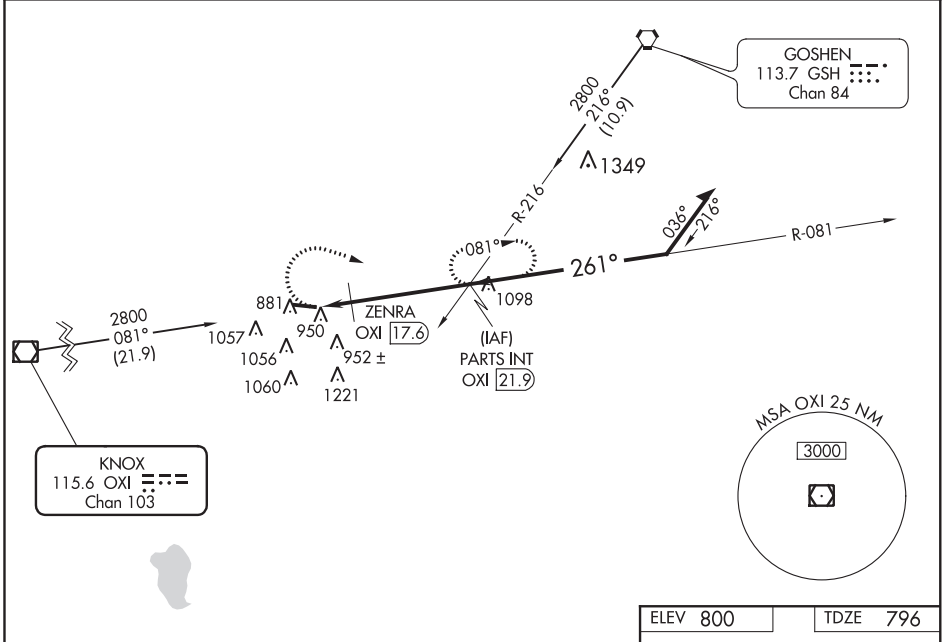 GOSHEN
113.7 GSH
Chan 84
2800
216°
(10.9)
1349
R-216
036°
216°
R-081
081°
261°
1098
2800
081°
(21.9)
881
950
1057
1056
952 ±
1060
1221
ZENRA
OXI 17.6
(IAF)
PARTS INT
OXI 21.9
KNOX
115.6 OXI
Chan 103
MSA OXI 25 NM
3000
ELEV 800
TDZE 796